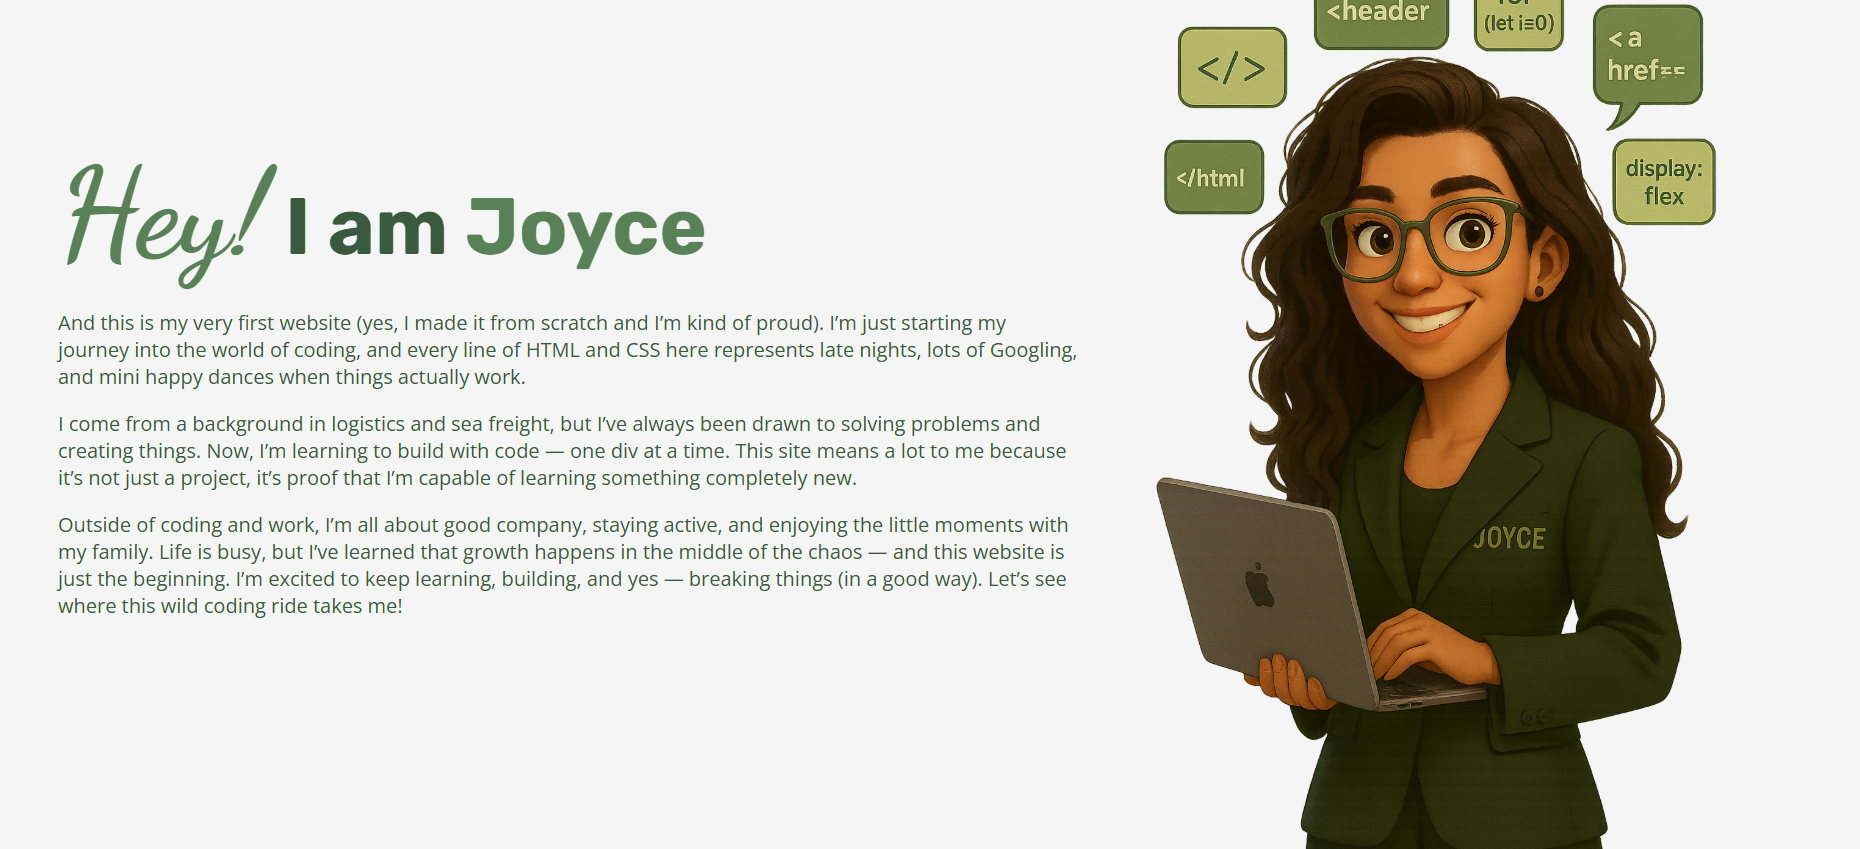 Hey! I am Joyce
And this is my very first website (yes, I made it from scratch and I’m kind of proud). I’m just starting my
journey into the world of coding, and every line of HTML and CSS here represents late nights, lots of Googling,
and mini happy dances when things actually work.
I come from a background in logistics and sea freight, but I’ve always been drawn to solving problems and
creating things. Now, I’m learning to build with code — one div at a time. This site means a lot to me because
it’s not just a project, it’s proof that I’m capable of learning something completely new.
Outside of coding and work, I’m all about good company, staying active, and enjoying the little moments with
my family. Life is busy, but I’ve learned that growth happens in the middle of the chaos — and this website is
just the beginning. I’m excited to keep learning, building, and yes — breaking things (in a good way). Let’s see
where this wild coding ride takes me!
<header
(let i≡0)
</>
<a
href==
</html
display:
flex
JOYCE